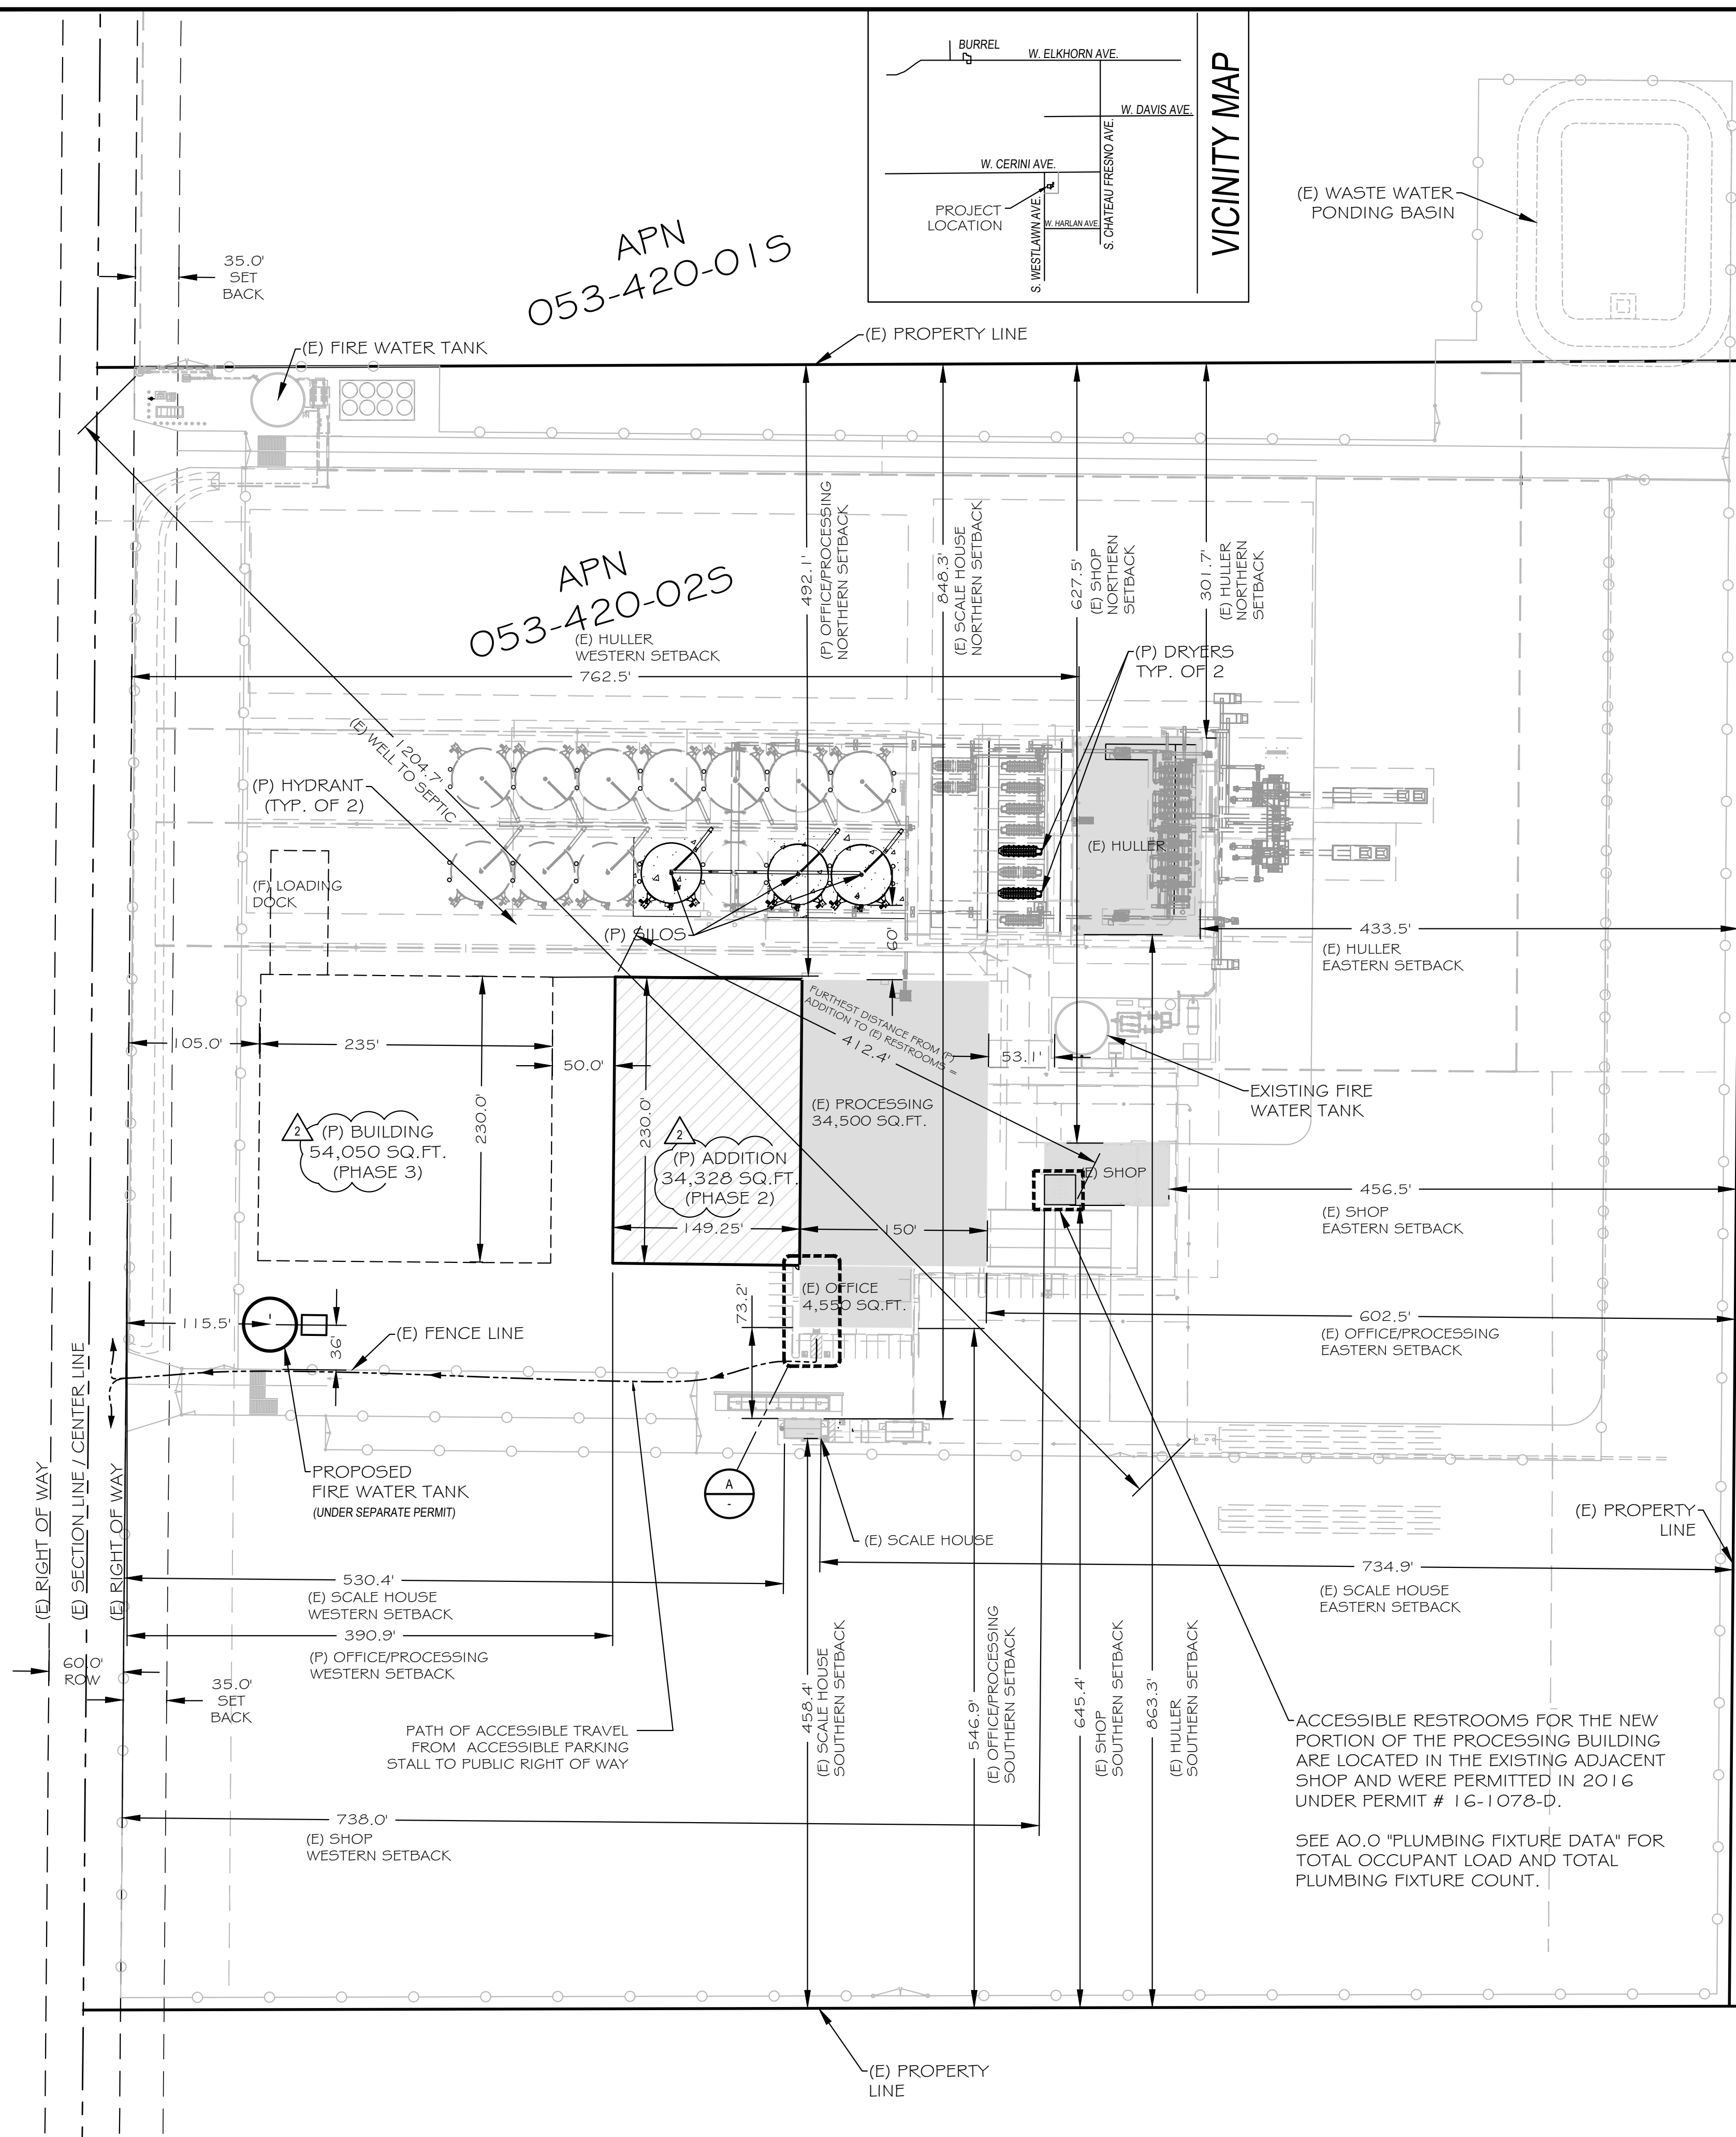 BURREL
W. ELKHORN AVE.
W. DAVIS AVE.
W. CERINI AVE.
S. CHATEAU FRESNO AVE.
S. WESTLAWN AVE.
W. HARLAN AVE.
PROJECT
LOCATION
VICINITY MAP
(E) WASTE WATER
PONDING BASIN
APN
053-420-01S
35.0'
SET
BACK
(E) FIRE WATER TANK
(E) PROPERTY LINE
APN
053-420-02S
492.1'
(P) OFFICE/PROCESSING
NORTHERN SETBACK
848.3'
(E) SCALE HOUSE
NORTHERN SETBACK
627.5'
(E) SHOP
NORTHERN
SETBACK
301.7'
(E) HULLER
NORTHERN
SETBACK
(E) HULLER
WESTERN SETBACK
762.5'
(P) DRYERS
TYP. OF 2
1204.7'
(E) WELL TO SEPTIC
(P) HYDRANT
(TYP. OF 2)
(E) HULLER
(F) LOADING
DOCK
(P) SILOS
60'
433.5'
(E) HULLER
EASTERN SETBACK
FURTHEST DISTANCE FROM (P)
ADDITION TO (E) RESTROOMS =
412.4'
105.0'
235'
50.0'
53.1'
230.0'
230.0'
EXISTING FIRE
WATER TANK
(E) PROCESSING
34,500 SQ.FT.
2
(P) BUILDING
54,050 SQ.FT.
(PHASE 3)
2
(P) ADDITION
34,328 SQ.FT.
(PHASE 2)
(E) SHOP
456.5'
(E) SHOP
EASTERN SETBACK
149.25'
150'
(E) OFFICE
4,550 SQ.FT.
73.2'
602.5'
(E) OFFICE/PROCESSING
EASTERN SETBACK
115.5'
36'
(E) FENCE LINE
(E) RIGHT OF WAY
(E) SECTION LINE / CENTER LINE
(E) RIGHT OF WAY
PROPOSED
FIRE WATER TANK
(UNDER SEPARATE PERMIT)
A
-
(E) SCALE HOUSE
(E) PROPERTY
LINE
734.9'
(E) SCALE HOUSE
EASTERN SETBACK
530.4'
(E) SCALE HOUSE
WESTERN SETBACK
390.9'
(P) OFFICE/PROCESSING
WESTERN SETBACK
60.0'
ROW
35.0'
SET
BACK
458.4'
(E) SCALE HOUSE
SOUTHERN SETBACK
546.9'
(E) OFFICE/PROCESSING
SOUTHERN SETBACK
645.4'
(E) SHOP
SOUTHERN SETBACK
863.3'
(E) HULLER
SOUTHERN SETBACK
PATH OF ACCESSIBLE TRAVEL
FROM ACCESSIBLE PARKING
STALL TO PUBLIC RIGHT OF WAY
ACCESSIBLE RESTROOMS FOR THE NEW
PORTION OF THE PROCESSING BUILDING
ARE LOCATED IN THE EXISTING ADJACENT
SHOP AND WERE PERMITTED IN 2016
UNDER PERMIT # 16-1078-D.
SEE A0.0 "PLUMBING FIXTURE DATA" FOR
TOTAL OCCUPANT LOAD AND TOTAL
PLUMBING FIXTURE COUNT.
738.0'
(E) SHOP
WESTERN SETBACK
(E) PROPERTY
LINE